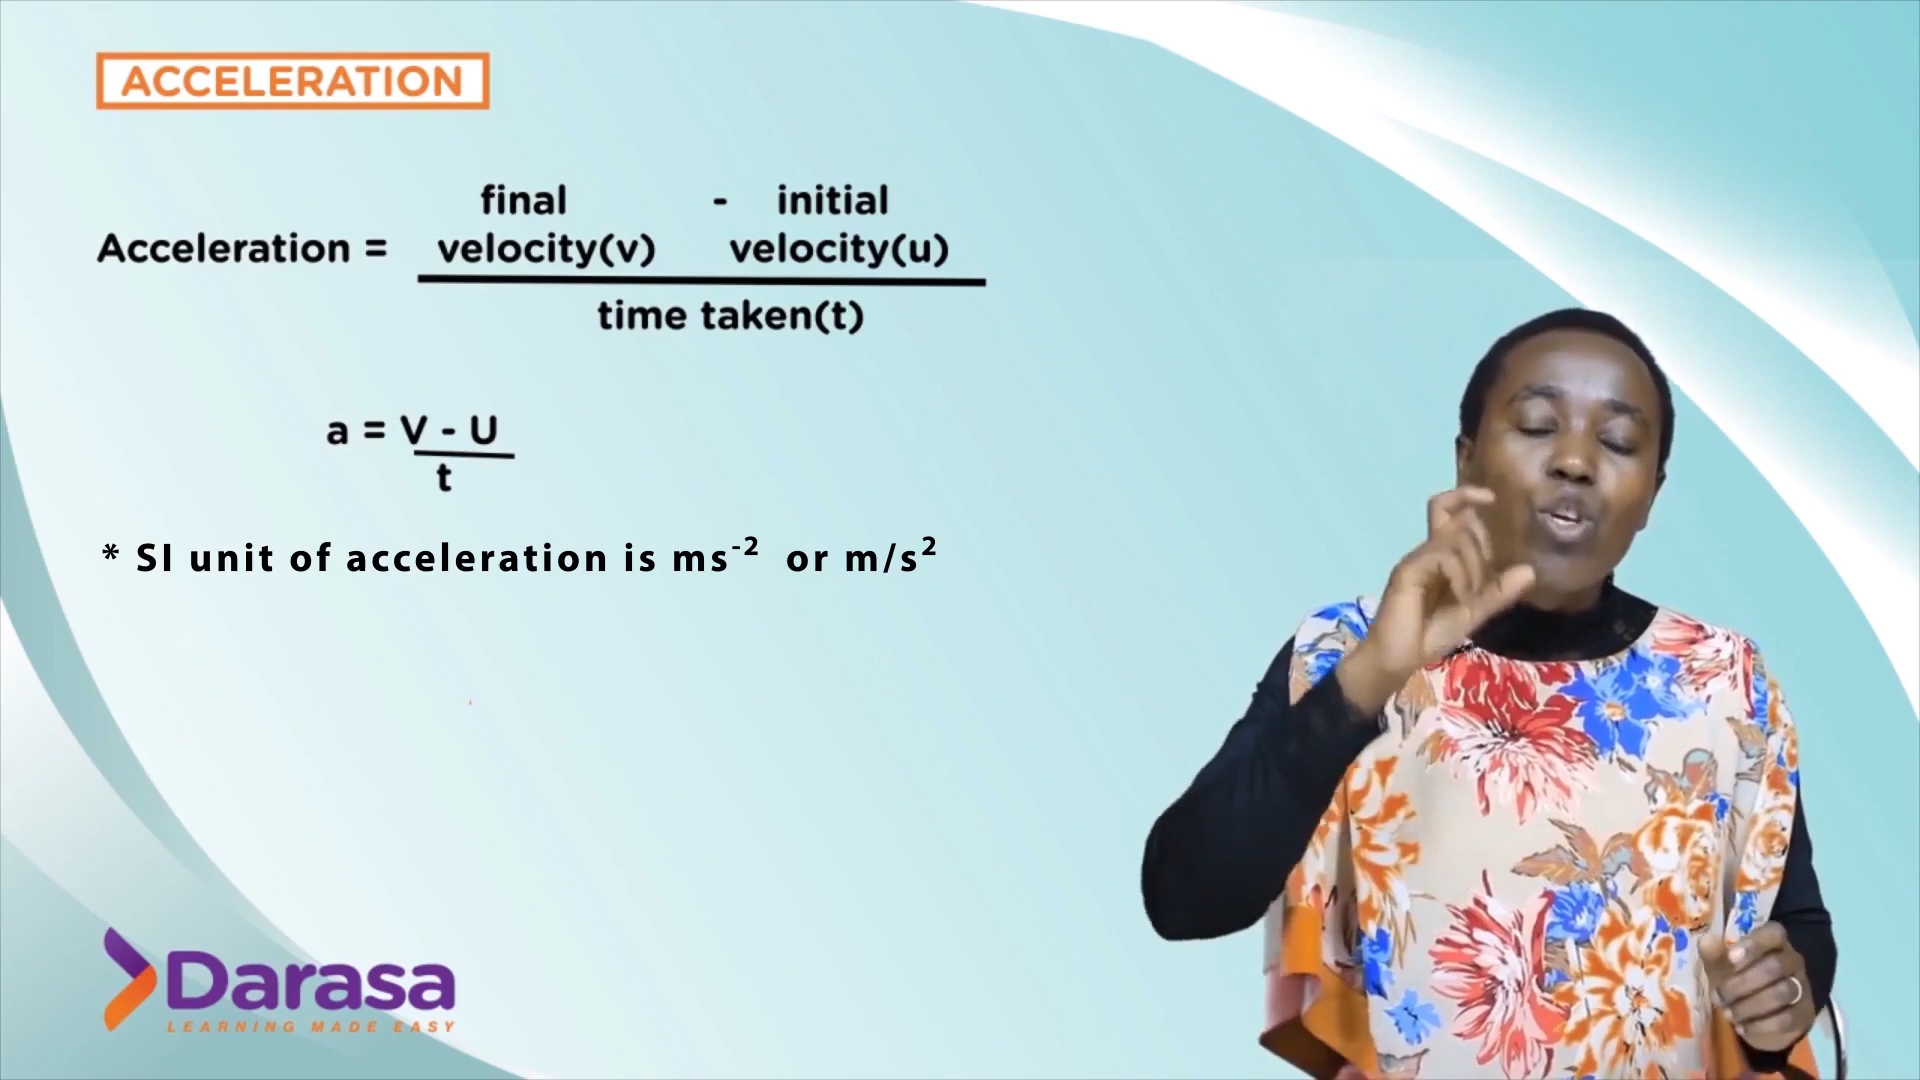 ACCELERATION
final - initial
Acceleration = velocity(v) velocity(u)
time taken(t)
a = V - U
t
* SI unit of acceleration is ms⁻² or m/s²
Darasa
LEARNING MADE EASY